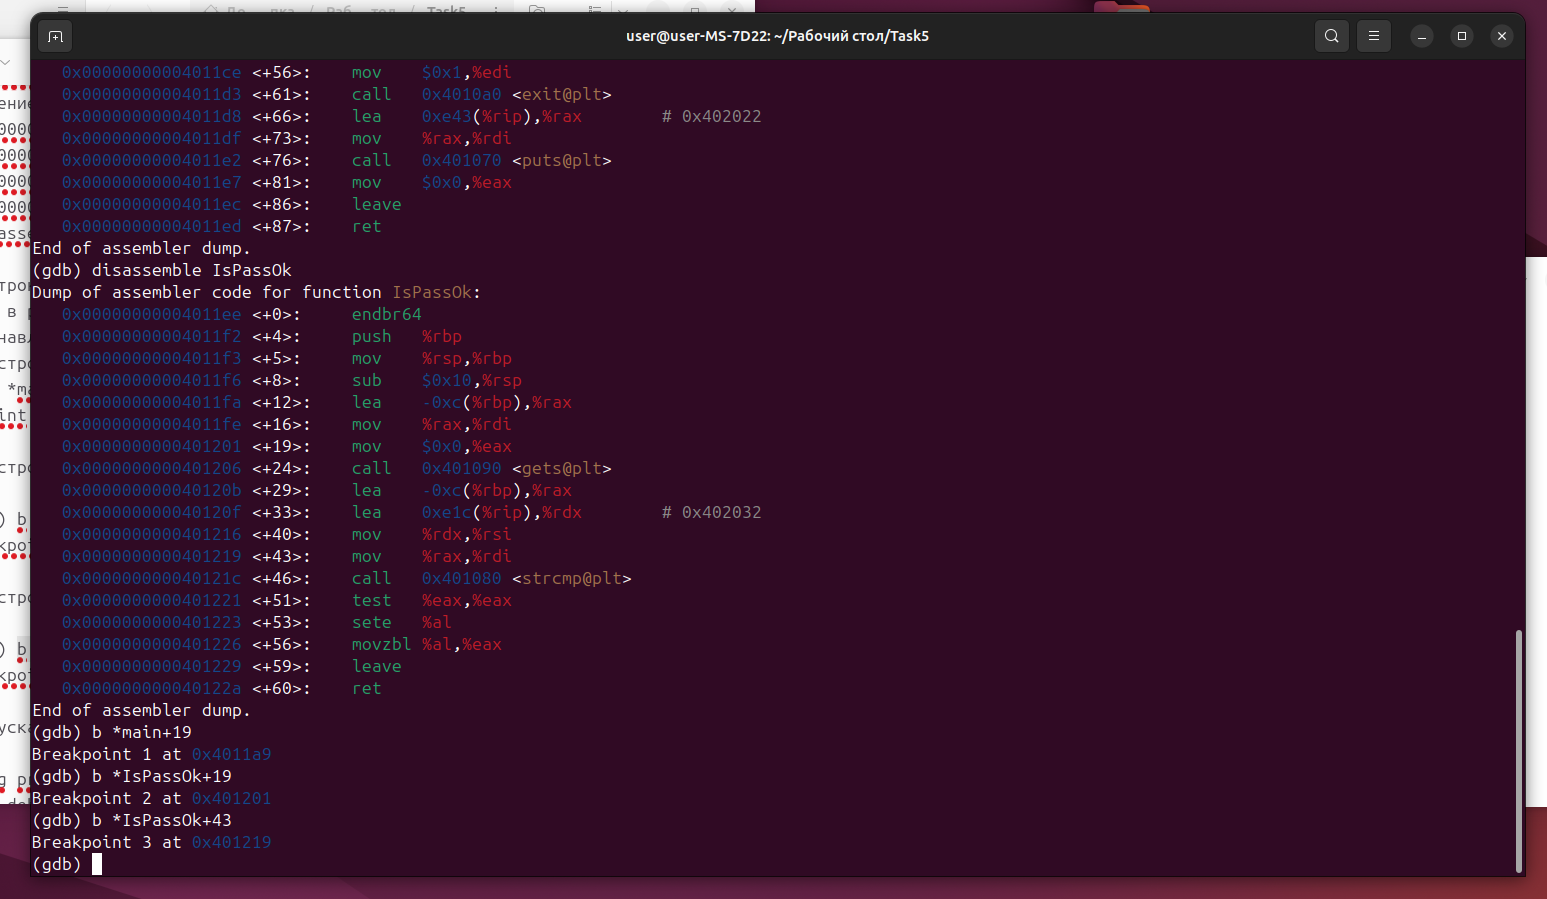 user@user-MS-7D22: ~/Рабочий стол/Task5
0x00000000004011ce <+56>: mov $0x1,%edi
0x00000000004011d3 <+61>: call 0x4010a0 <exit@plt>
0x00000000004011d8 <+66>: lea 0xe43(%rip),%rax # 0x402022
0x00000000004011df <+73>: mov %rax,%rdi
0x00000000004011e2 <+76>: call 0x401070 <puts@plt>
0x00000000004011e7 <+81>: mov $0x0,%eax
0x00000000004011ec <+86>: leave
0x00000000004011ed <+87>: ret
End of assembler dump.
(gdb) disassemble IsPassOk
Dump of assembler code for function IsPassOk:
0x00000000004011ee <+0>: endbr64
0x00000000004011f2 <+4>: push %rbp
0x00000000004011f3 <+5>: mov %rsp,%rbp
0x00000000004011f6 <+8>: sub $0x10,%rsp
0x00000000004011fa <+12>: lea -0xc(%rbp),%rax
0x00000000004011fe <+16>: mov %rax,%rdi
0x0000000000401201 <+19>: mov $0x0,%eax
0x0000000000401206 <+24>: call 0x401090 <gets@plt>
0x000000000040120b <+29>: lea -0xc(%rbp),%rax
0x000000000040120f <+33>: lea 0xe1c(%rip),%rdx # 0x402032
0x0000000000401216 <+40>: mov %rdx,%rsi
0x0000000000401219 <+43>: mov %rax,%rdi
0x000000000040121c <+46>: call 0x401080 <strcmp@plt>
0x0000000000401221 <+51>: test %eax,%eax
0x0000000000401223 <+53>: sete %al
0x0000000000401226 <+56>: movzbl %al,%eax
0x0000000000401229 <+59>: leave
0x000000000040122a <+60>: ret
End of assembler dump.
(gdb) b *main+19
Breakpoint 1 at 0x4011a9
(gdb) b *IsPassOk+19
Breakpoint 2 at 0x401201
(gdb) b *IsPassOk+43
Breakpoint 3 at 0x401219
(gdb)